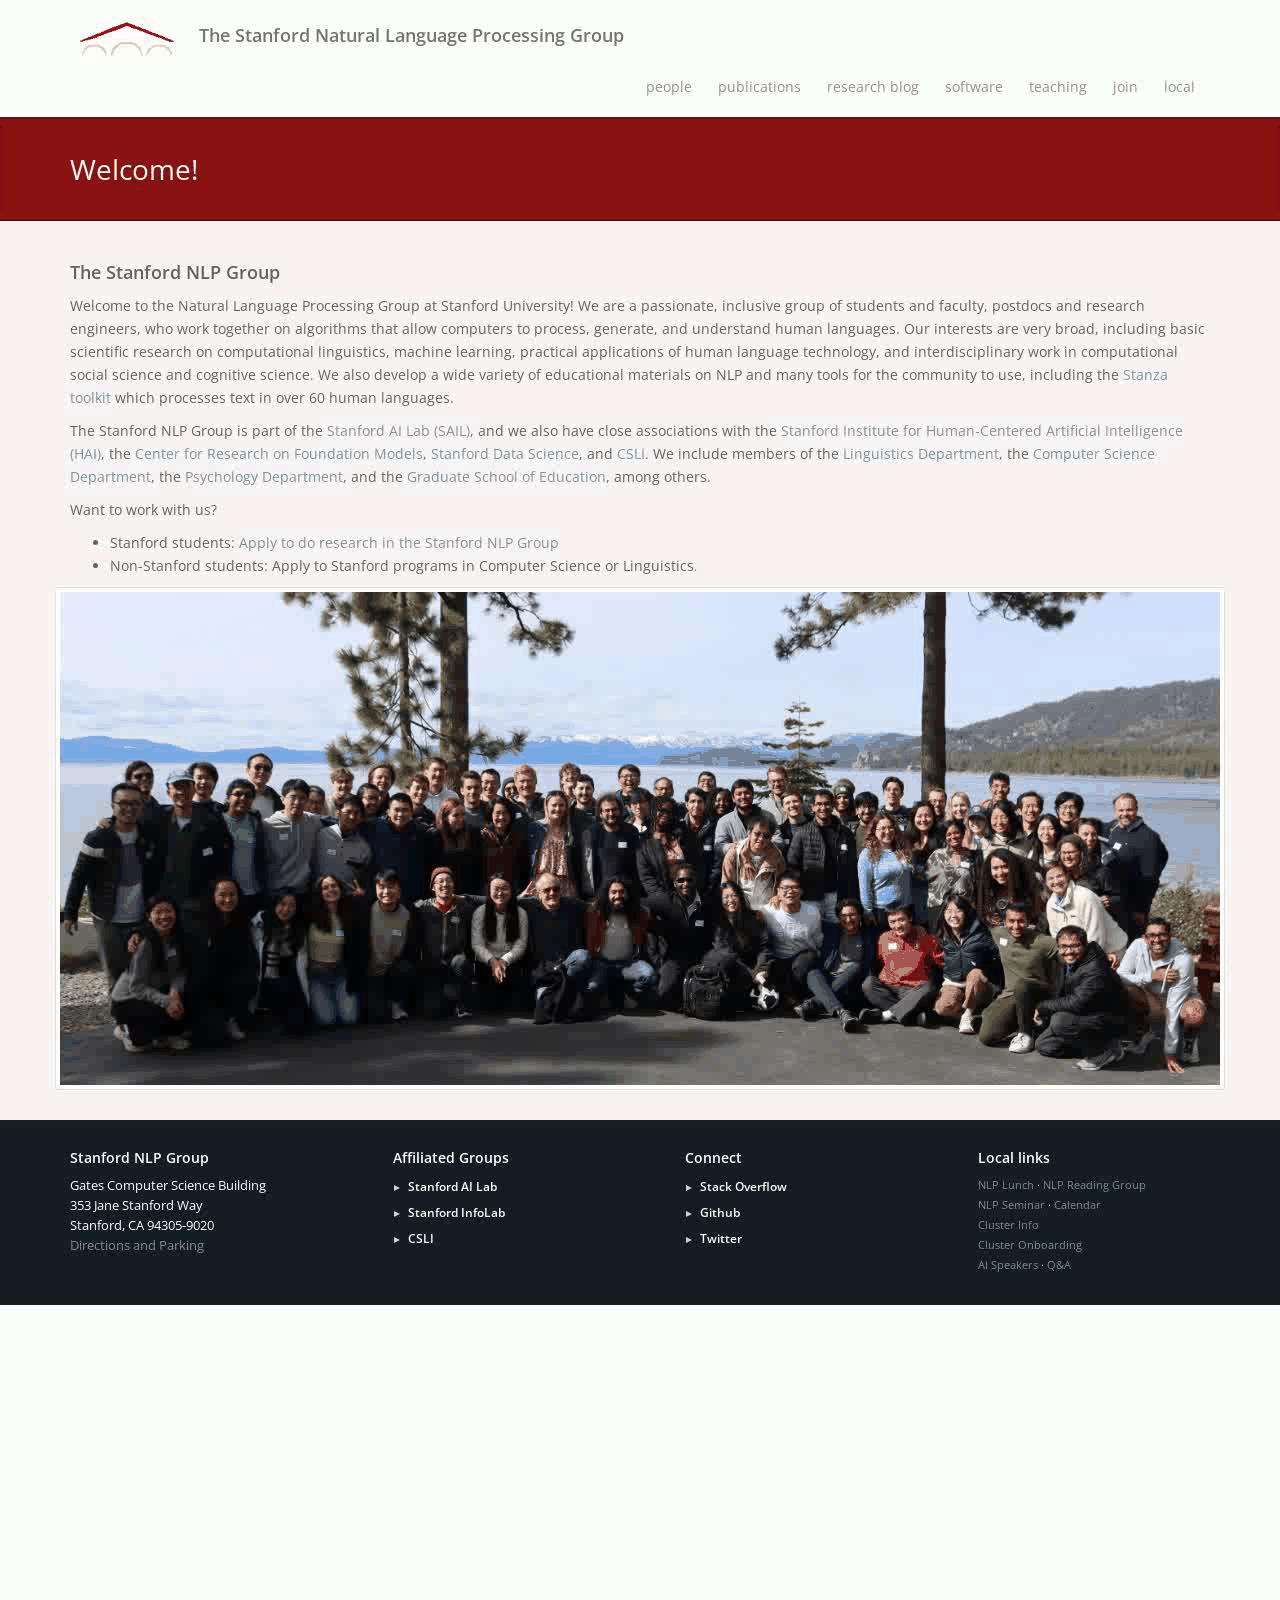 The Stanford Natural Language Processing Group
people publications research blog software teaching join local
Welcome!
The Stanford NLP Group
Welcome to the Natural Language Processing Group at Stanford University! We are a passionate, inclusive group of students and faculty, postdocs and research
engineers, who work together on algorithms that allow computers to process, generate, and understand human languages. Our interests are very broad, including basic
scientific research on computational linguistics, machine learning, practical applications of human language technology, and interdisciplinary work in computational
social science and cognitive science. We also develop a wide variety of educational materials on NLP and many tools for the community to use, including the Stanza
toolkit which processes text in over 60 human languages.
The Stanford NLP Group is part of the Stanford AI Lab (SAIL), and we also have close associations with the Stanford Institute for Human-Centered Artificial Intelligence
(HAI), the Center for Research on Foundation Models, Stanford Data Science, and CSLI. We include members of the Linguistics Department, the Computer Science
Department, the Psychology Department, and the Graduate School of Education, among others.
Want to work with us?
• Stanford students: Apply to do research in the Stanford NLP Group
• Non-Stanford students: Apply to Stanford programs in Computer Science or Linguistics.
Stanford NLP Group
Gates Computer Science Building
353 Jane Stanford Way
Stanford, CA 94305-9020
Directions and Parking
Affiliated Groups
► Stanford AI Lab
► Stanford InfoLab
► CSLI
Connect
► Stack Overflow
► Github
► Twitter
Local links
NLP Lunch · NLP Reading Group
NLP Seminar · Calendar
Cluster Info
Cluster Onboarding
AI Speakers · Q&A